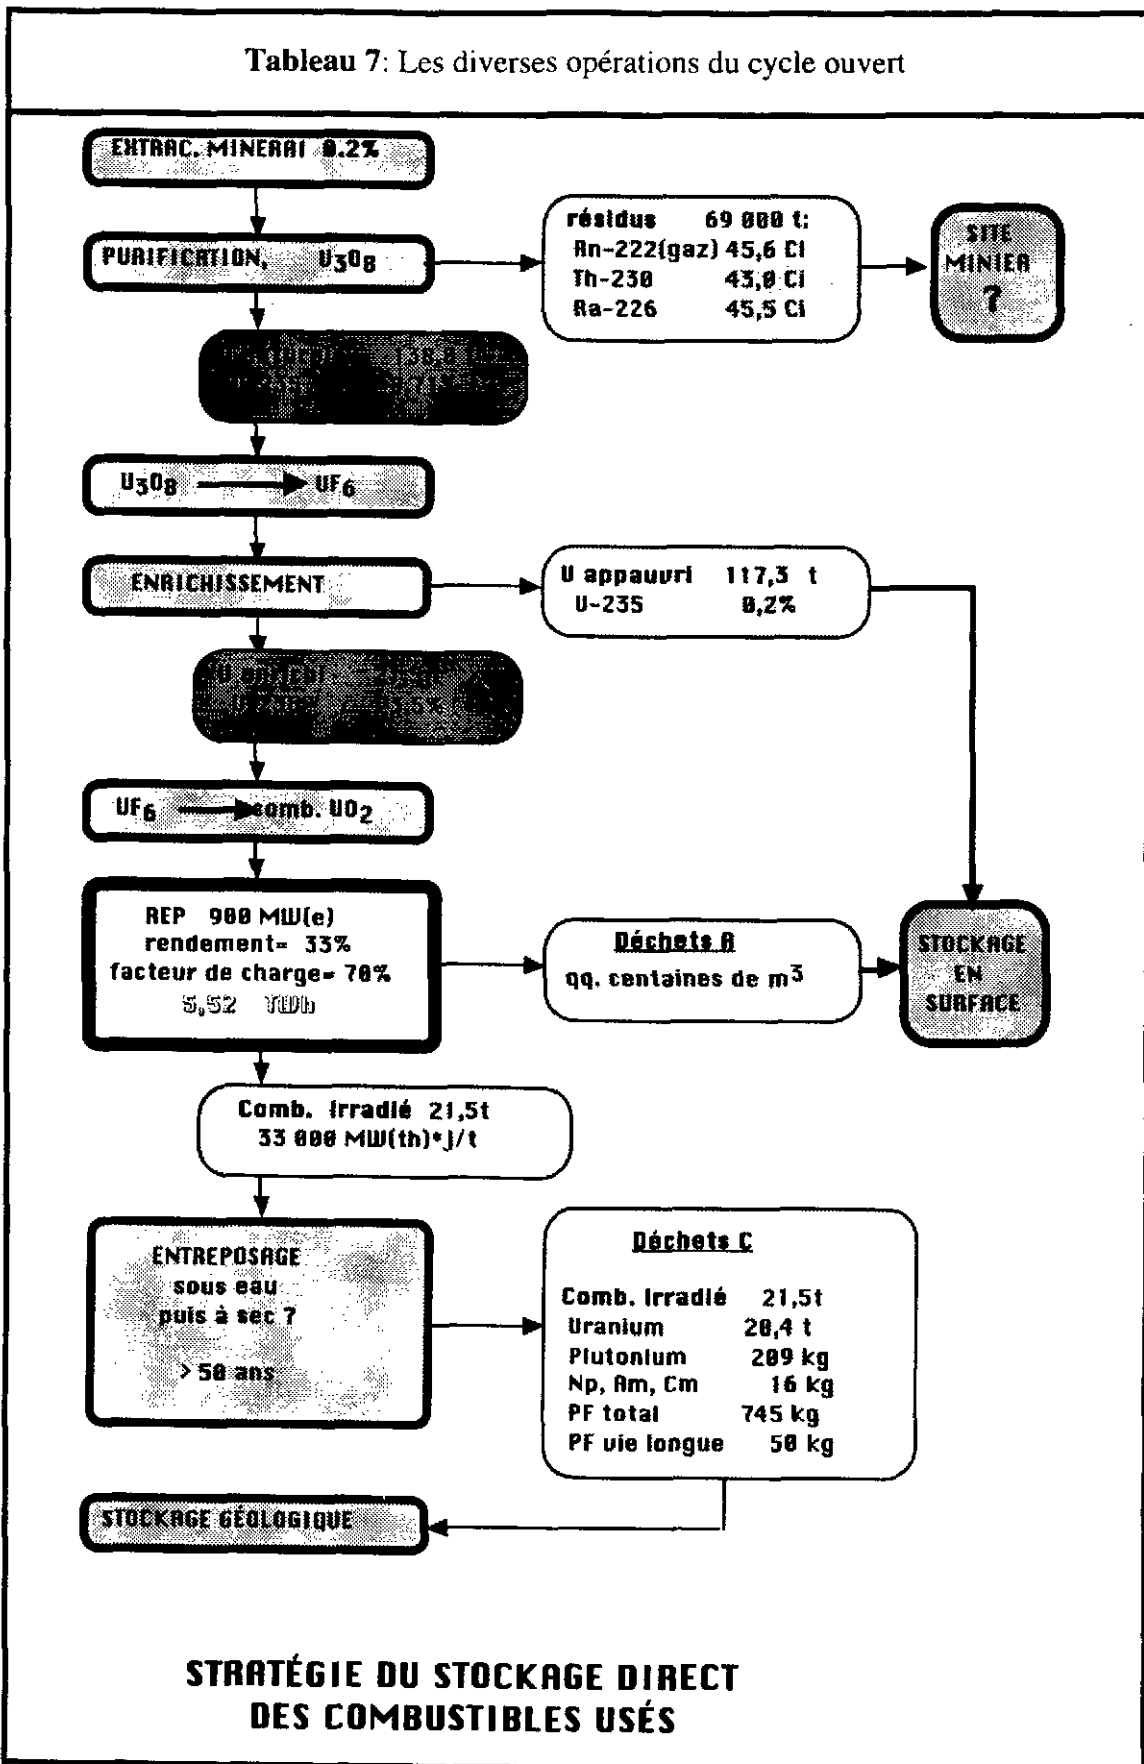 Tableau 7: Les diverses opérations du cycle ouvert
EXTRAC. MINERAI 0.2%
PURIFICATION, U3O8
résidus 69 000 t:
Rn-222(gaz) 45,6 Ci
Th-230 43,0 Ci
Ra-226 45,5 Ci
SITE
MINIER
?
138,8
U3O8 → UF6
ENRICHISSEMENT
U appauvri 117,3 t
U-235 0,2%
U enrichi
UF6 → comb. UO2
REP 900 MW(e)
rendement= 33%
facteur de charge= 70%
5,52 TWh
Déchets A
qq. centaines de m3
STOCKAGE
EN
SURFACE
Comb. irradié 21,5t
33 000 MW(th)*j/t
ENTREPOSAGE
sous eau
puis à sec ?
> 50 ans
Déchets C
Comb. irradié 21,5t
Uranium 20,4 t
Plutonium 209 kg
Np, Am, Cm 16 kg
PF total 745 kg
PF vie longue 50 kg
STOCKAGE GÉOLOGIQUE
STRATÉGIE DU STOCKAGE DIRECT
DES COMBUSTIBLES USÉS